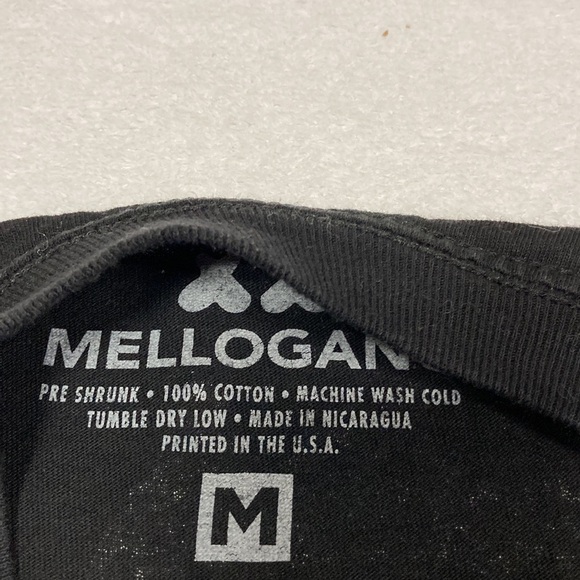 MELLOGAN
PRE SHRUNK • 100% COTTON • MACHINE WASH COLD
TUMBLE DRY LOW • MADE IN NICARAGUA
PRINTED IN THE U.S.A.
M